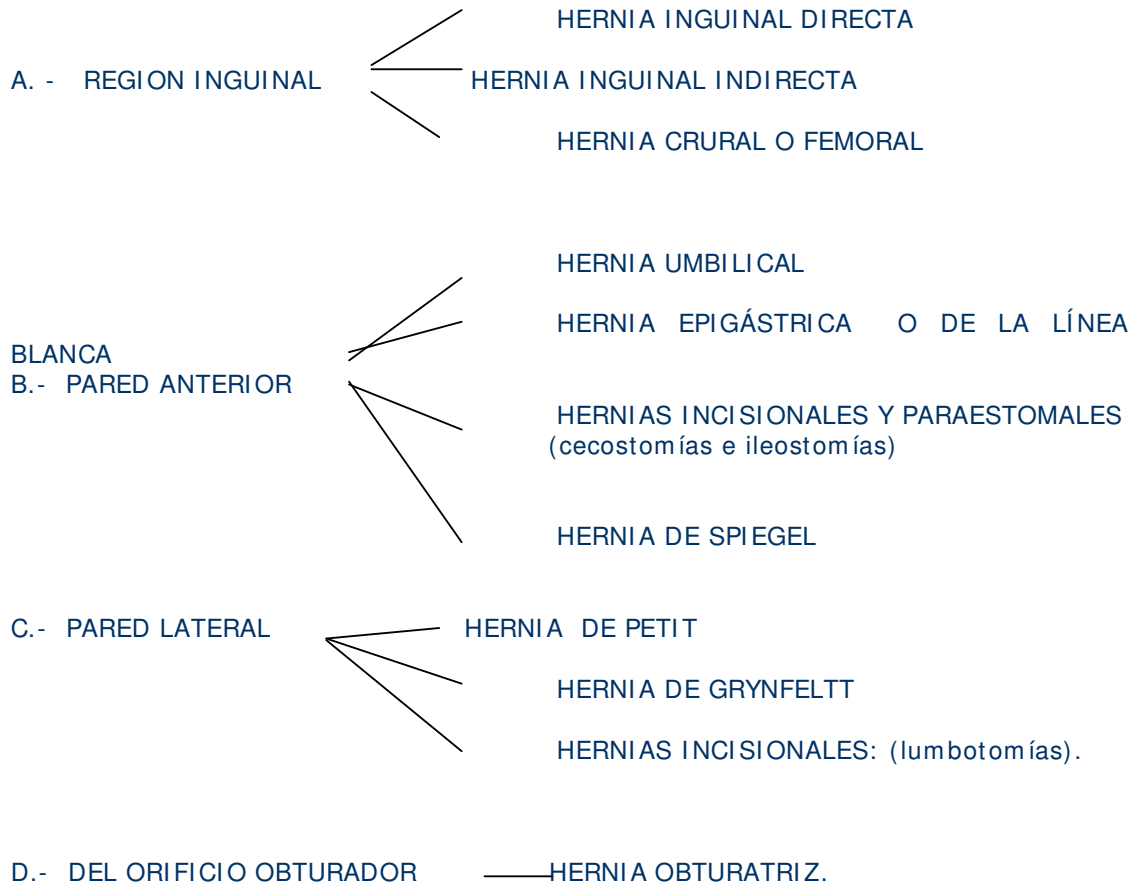 HERNIA INGUINAL DIRECTA
A. - REGION INGUINAL HERNIA INGUINAL INDIRECTA
HERNIA CRURAL O FEMORAL
HERNIA UMBILICAL
HERNIA EPIGÁSTRICA O DE LA LÍNEA
BLANCA
B.- PARED ANTERIOR
HERNIAS INCISIONALES Y PARAESTOMALES
(cecostomías e ileostomías)
HERNIA DE SPIEGEL
C.- PARED LATERAL HERNIA DE PETIT
HERNIA DE GRYNFELTT
HERNIAS INCISIONALES: (lumbotomías).
D.- DEL ORIFICIO OBTURADOR HERNIA OBTURATRIZ.